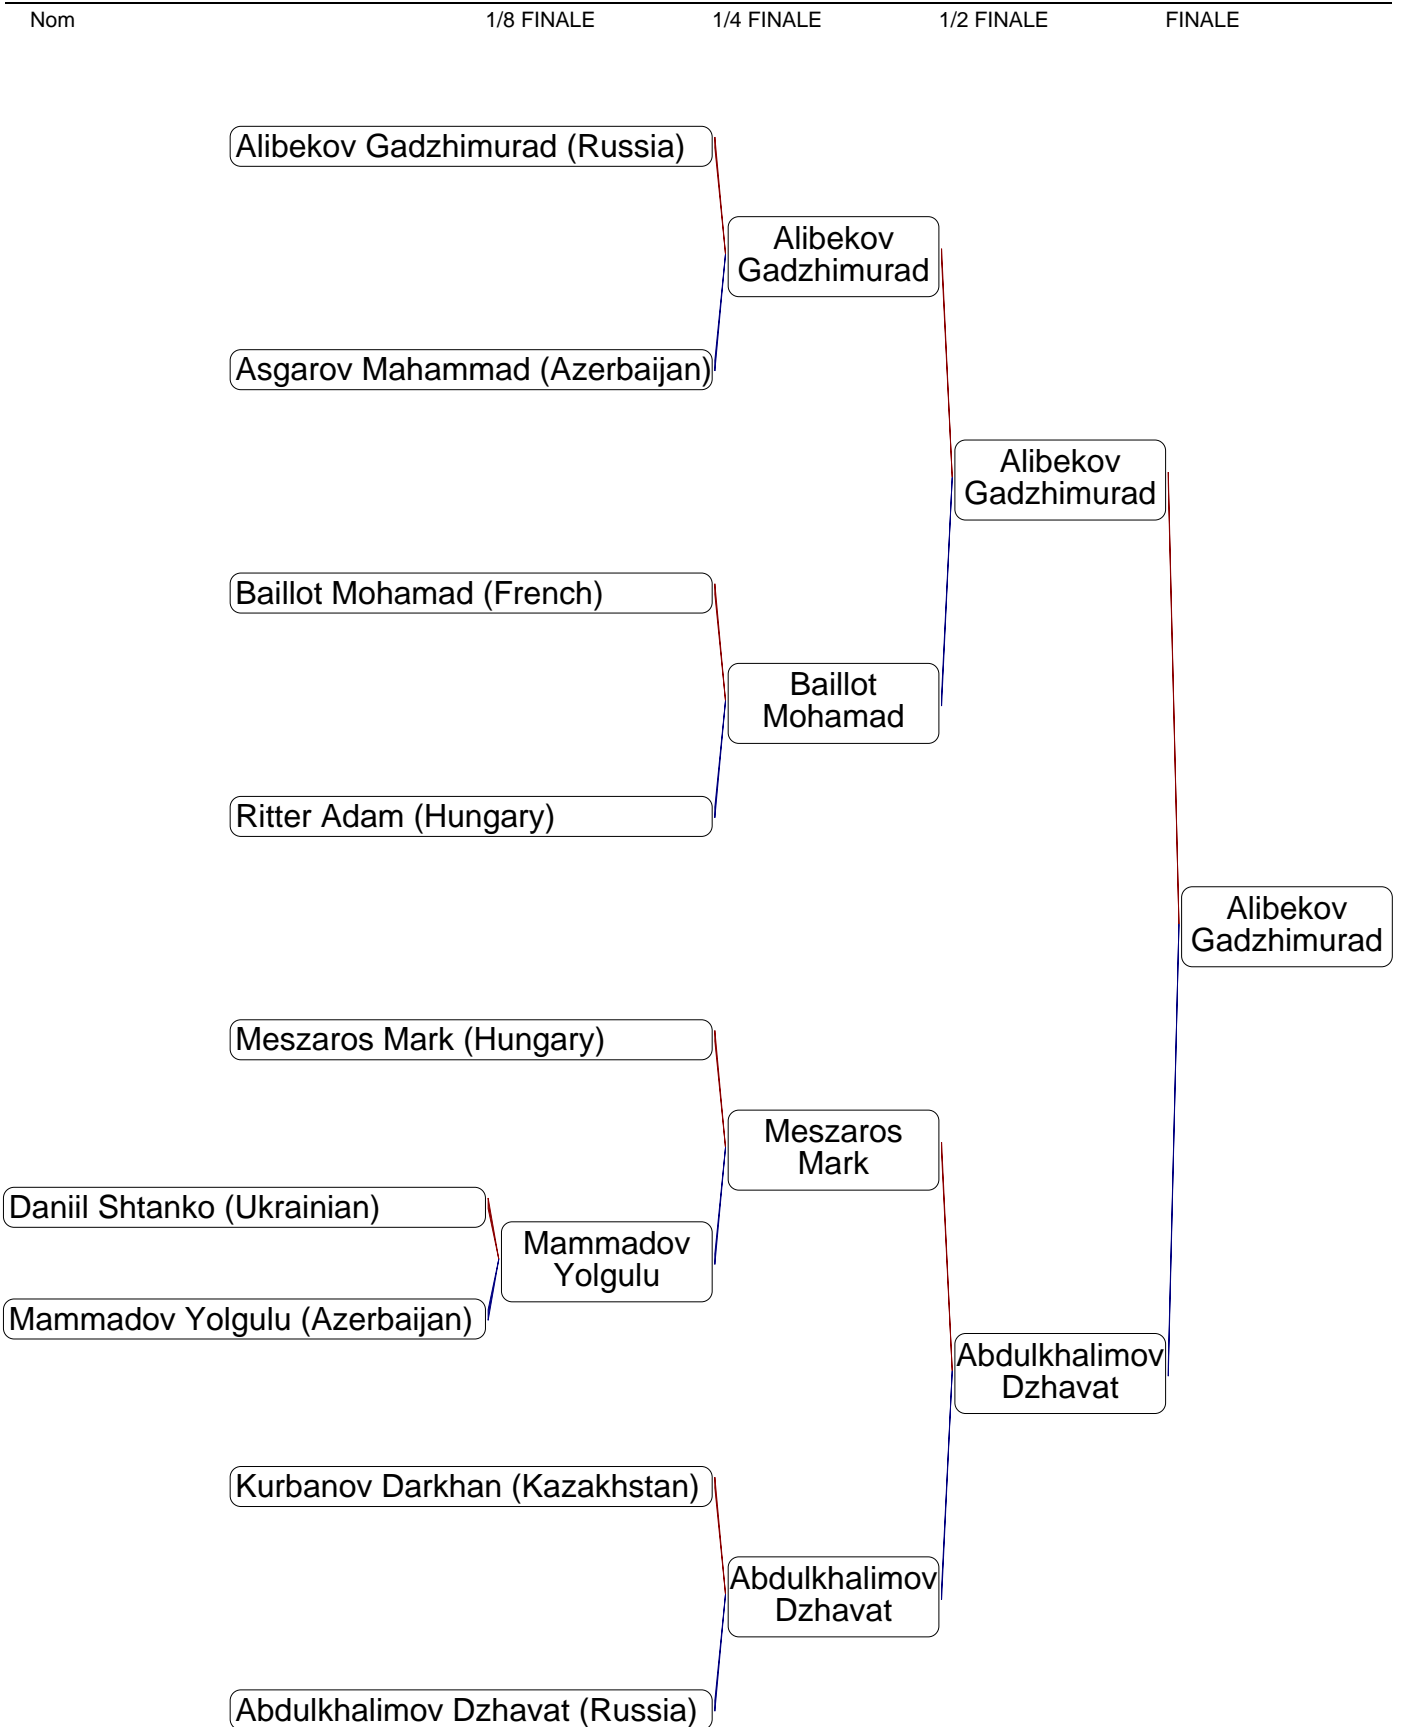 Nom 1/8 FINALE 1/4 FINALE 1/2 FINALE FINALE
Alibekov Gadzhimurad (Russia)
Alibekov
Gadzhimurad
Asgarov Mahammad (Azerbaijan)
Alibekov
Gadzhimurad
Baillot Mohamad (French)
Baillot
Mohamad
Ritter Adam (Hungary)
Alibekov
Gadzhimurad
Meszaros Mark (Hungary)
Meszaros
Mark
Daniil Shtanko (Ukrainian)
Mammadov
Yolgulu
Mammadov Yolgulu (Azerbaijan)
Abdulkhalimov
Dzhavat
Kurbanov Darkhan (Kazakhstan)
Abdulkhalimov
Dzhavat
Abdulkhalimov Dzhavat (Russia)